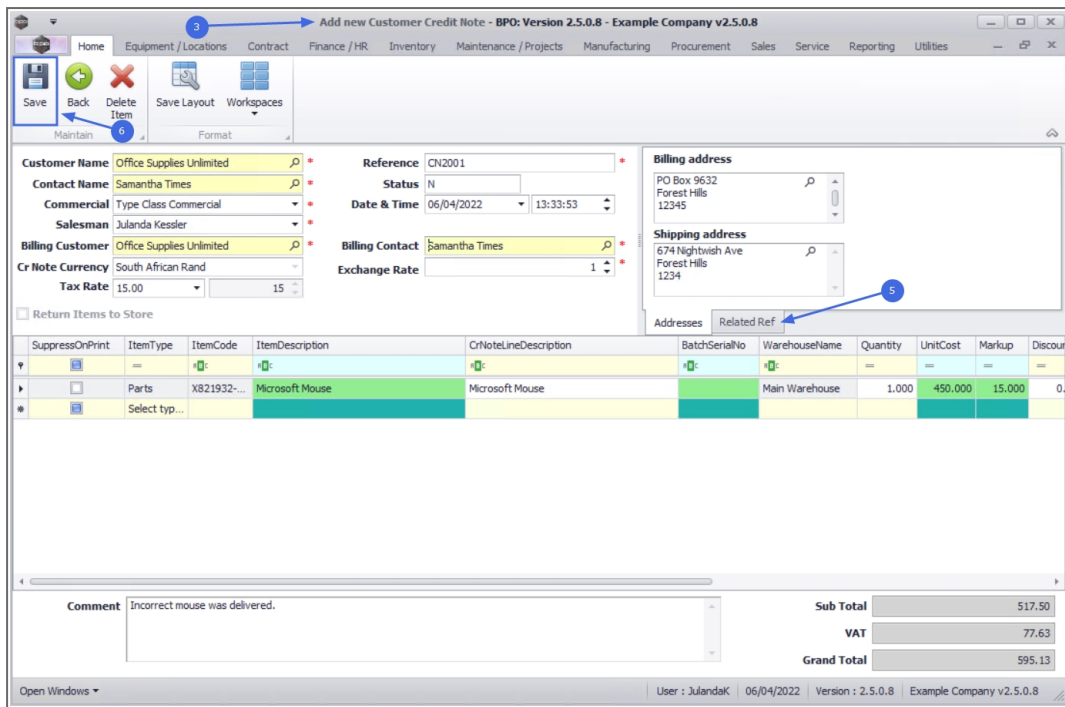 3
Add new Customer Credit Note - BPO: Version 2.5.0.8 - Example Company v2.5.0.8
Home Equipment / Locations Contract Finance / HR Inventory Maintenance / Projects Manufacturing Procurement Sales Service Reporting Utilities
Save Back Delete Item Save Layout Workspaces
6
Maintain Format
Customer Name Office Supplies Unlimited * Reference CN2001 *
Contact Name Samantha Times * Status N
Commercial Type Class Commercial * Date & Time 06/04/2022 13:33:53
Salesman Julanda Kessler *
Billing Customer Office Supplies Unlimited * Billing Contact Samantha Times *
Cr Note Currency South African Rand Exchange Rate 1 *
Tax Rate 15.00 15
Return Items to Store
Billing address
PO Box 9632
Forest Hills
12345
Shipping address
674 Nightwish Ave
Forest Hills
1234
5
Addresses Related Ref
SuppressOnPrint ItemType ItemCode ItemDescription CrNoteLineDescription BatchSerialNo WarehouseName Quantity UnitCost Markup Discour
= = = = =
Parts X821932-... Microsoft Mouse Microsoft Mouse Main Warehouse 1.000 450.000 15.000 0.
Select typ...
Comment Incorrect mouse was delivered.
Sub Total 517.50
VAT 77.63
Grand Total 595.13
Open Windows User : JulandaK 06/04/2022 Version : 2.5.0.8 Example Company v2.5.0.8